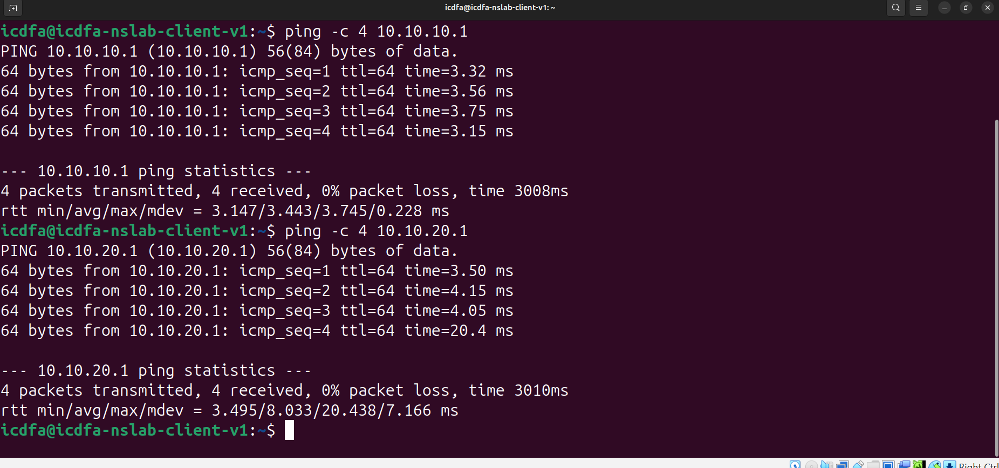 icdfa@icdfa-nslab-client-v1: ~
icdfa@icdfa-nslab-client-v1:~$ ping -c 4 10.10.10.1
PING 10.10.10.1 (10.10.10.1) 56(84) bytes of data.
64 bytes from 10.10.10.1: icmp_seq=1 ttl=64 time=3.32 ms
64 bytes from 10.10.10.1: icmp_seq=2 ttl=64 time=3.56 ms
64 bytes from 10.10.10.1: icmp_seq=3 ttl=64 time=3.75 ms
64 bytes from 10.10.10.1: icmp_seq=4 ttl=64 time=3.15 ms
--- 10.10.10.1 ping statistics ---
4 packets transmitted, 4 received, 0% packet loss, time 3008ms
rtt min/avg/max/mdev = 3.147/3.443/3.745/0.228 ms
icdfa@icdfa-nslab-client-v1:~$ ping -c 4 10.10.20.1
PING 10.10.20.1 (10.10.20.1) 56(84) bytes of data.
64 bytes from 10.10.20.1: icmp_seq=1 ttl=64 time=3.50 ms
64 bytes from 10.10.20.1: icmp_seq=2 ttl=64 time=4.15 ms
64 bytes from 10.10.20.1: icmp_seq=3 ttl=64 time=4.05 ms
64 bytes from 10.10.20.1: icmp_seq=4 ttl=64 time=20.4 ms
--- 10.10.20.1 ping statistics ---
4 packets transmitted, 4 received, 0% packet loss, time 3010ms
rtt min/avg/max/mdev = 3.495/8.033/20.438/7.166 ms
icdfa@icdfa-nslab-client-v1:~$
Right Ctrl